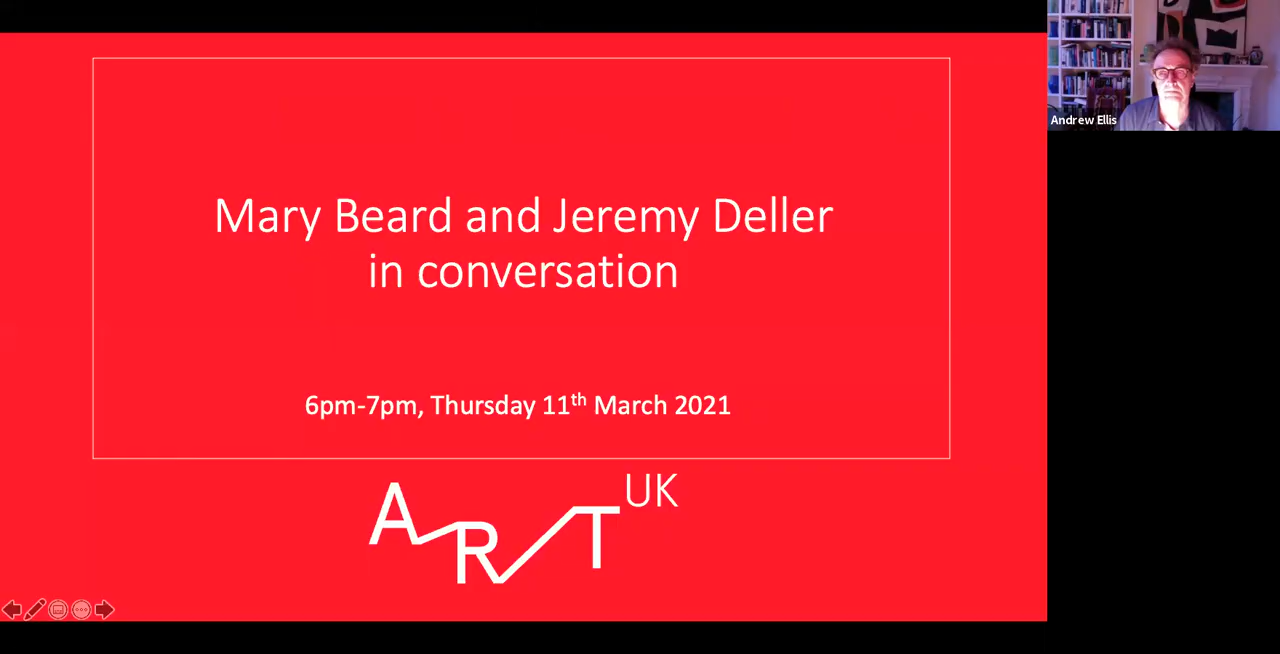 Mary Beard and Jeremy Deller
in conversation
6pm-7pm, Thursday 11th March 2021
ART UK
Andrew Ellis